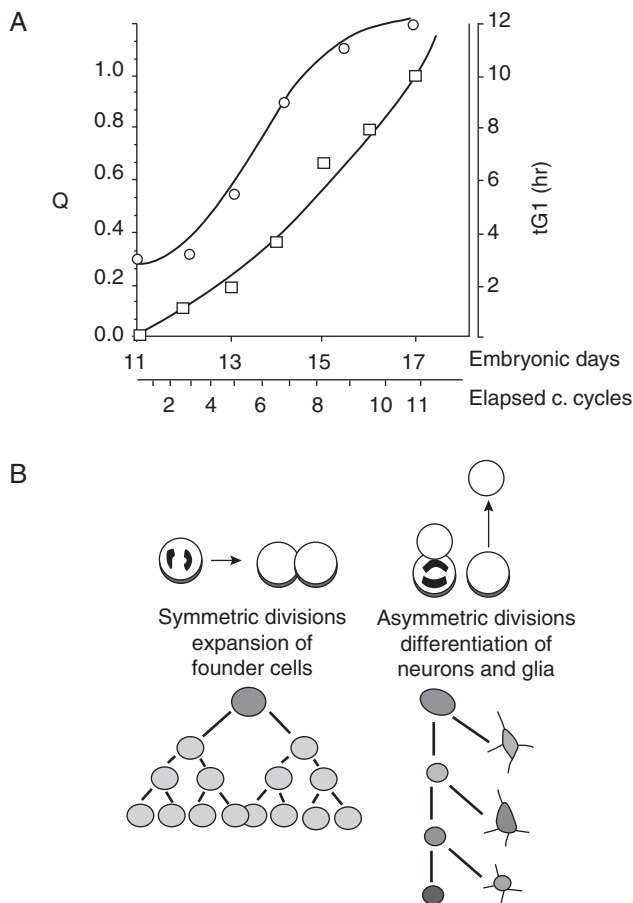 A
Q
1.0
0.8
0.6
0.4
0.2
0.0
12
10
8
6
4
2
tG1 (hr)
11 13 15 17 Embryonic days
2 4 6 8 10 11 Elapsed c. cycles
B
Symmetric divisions
expansion of
founder cells
Asymmetric divisions
differentiation of
neurons and glia